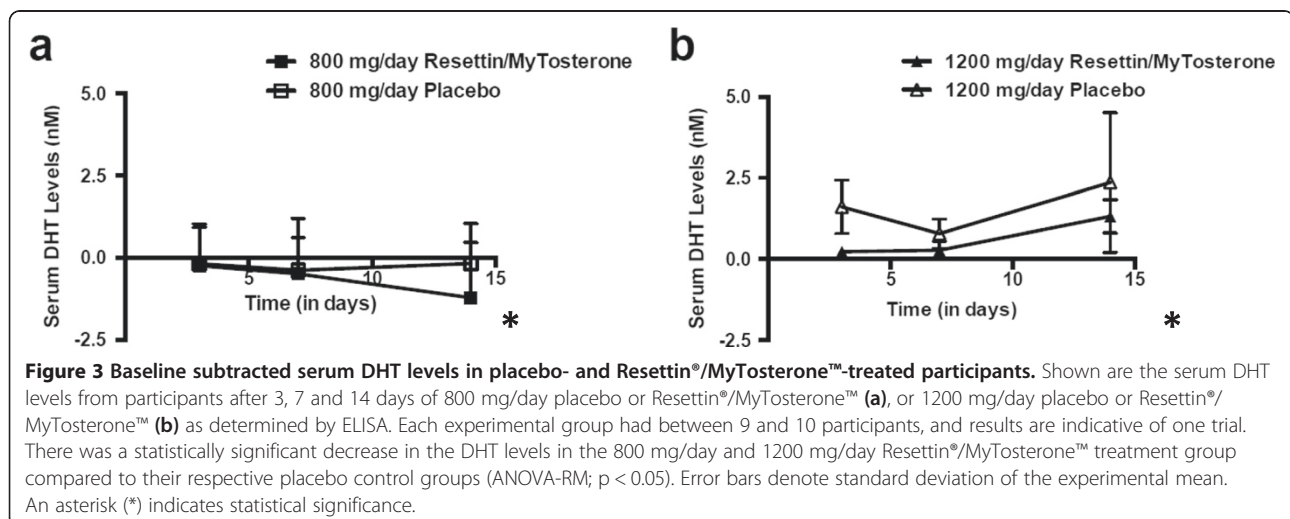 a
800 mg/day Resettin/MyTosterone
800 mg/day Placebo
Serum DHT Levels (nM)
5.0
2.5
0.0
-2.5
5
10
15
Time (in days)
*
b
1200 mg/day Resettin/MyTosterone
1200 mg/day Placebo
Serum DHT Levels (nM)
5.0
2.5
0.0
-2.5
5
10
15
Time (in days)
*
Figure 3 Baseline subtracted serum DHT levels in placebo- and Resettin®/MyTosterone™-treated participants. Shown are the serum DHT
levels from participants after 3, 7 and 14 days of 800 mg/day placebo or Resettin®/MyTosterone™ (a), or 1200 mg/day placebo or Resettin®/
MyTosterone™ (b) as determined by ELISA. Each experimental group had between 9 and 10 participants, and results are indicative of one trial.
There was a statistically significant decrease in the DHT levels in the 800 mg/day and 1200 mg/day Resettin®/MyTosterone™ treatment group
compared to their respective placebo control groups (ANOVA-RM; p < 0.05). Error bars denote standard deviation of the experimental mean.
An asterisk (*) indicates statistical significance.